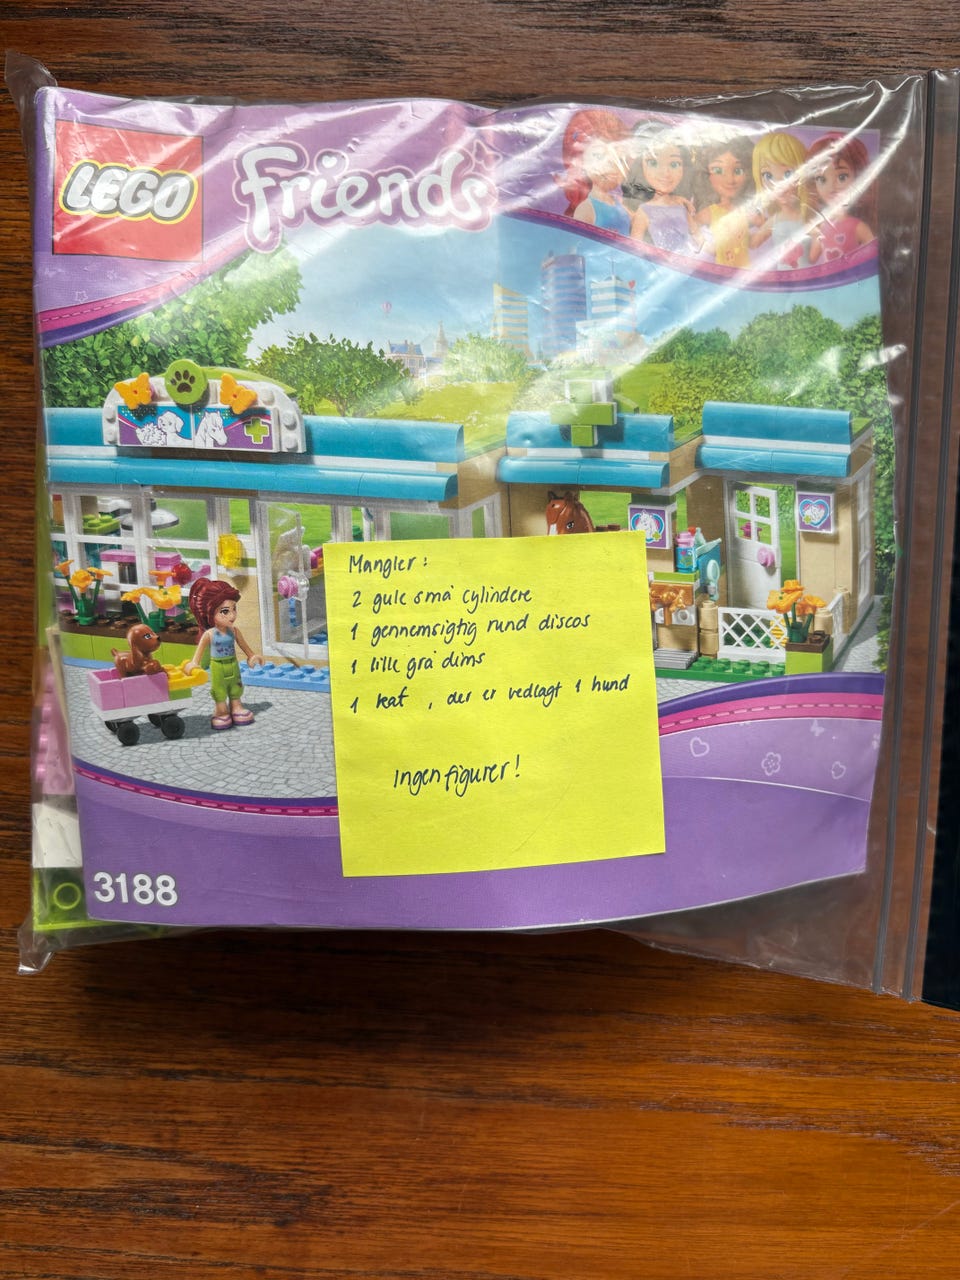 LEGO
friends
Mangler:
2 gule små cylindere
1 gennemsigtig rund discos
1 lille grå dims
1 kat, der er vedlagt 1 hund
Ingen figurer!
3188